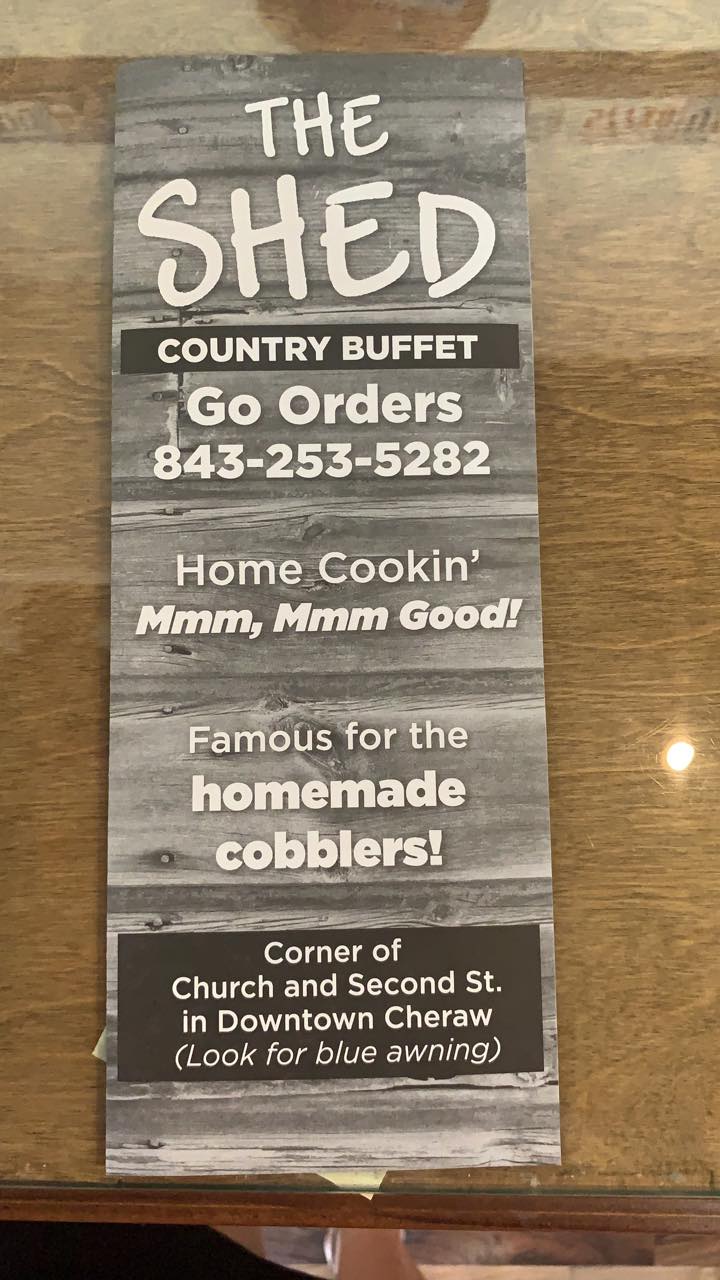 THE
SHED
COUNTRY BUFFET
Go Orders
843-253-5282
Home Cookin'
Mmm, Mmm Good!
Famous for the
homemade
cobblers!
Corner of
Church and Second St.
in Downtown Cheraw
(Look for blue awning)